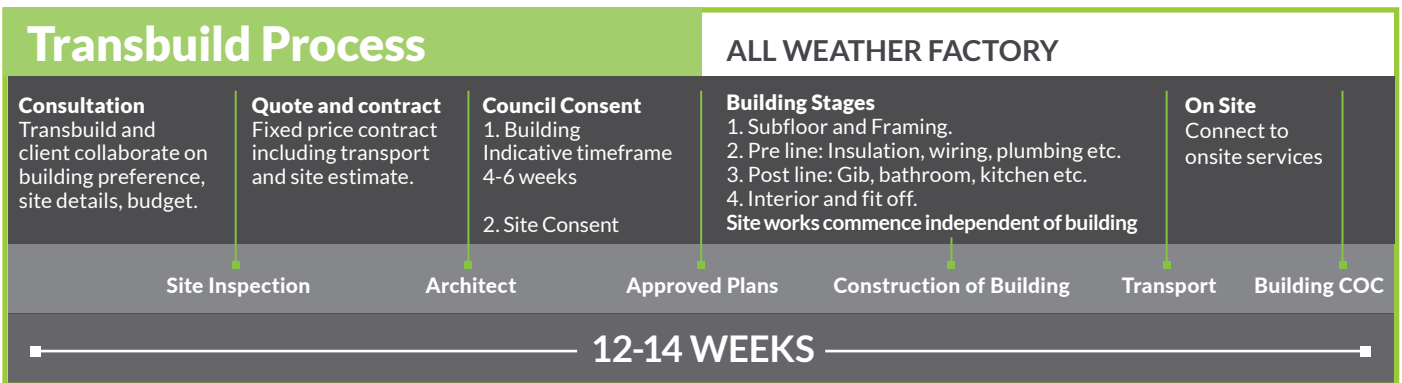 Transbuild Process
ALL WEATHER FACTORY
Consultation
Transbuild and
client collaborate on
building preference,
site details, budget.
Quote and contract
Fixed price contract
including transport
and site estimate.
Council Consent
1. Building
Indicative timeframe
4-6 weeks
2. Site Consent
Building Stages
1. Subfloor and Framing.
2. Pre line: Insulation, wiring, plumbing etc.
3. Post line: Gib, bathroom, kitchen etc.
4. Interior and fit off.
Site works commence independent of building
On Site
Connect to
onsite services
Site Inspection
Architect
Approved Plans
Construction of Building
Transport
Building COC
12-14 WEEKS